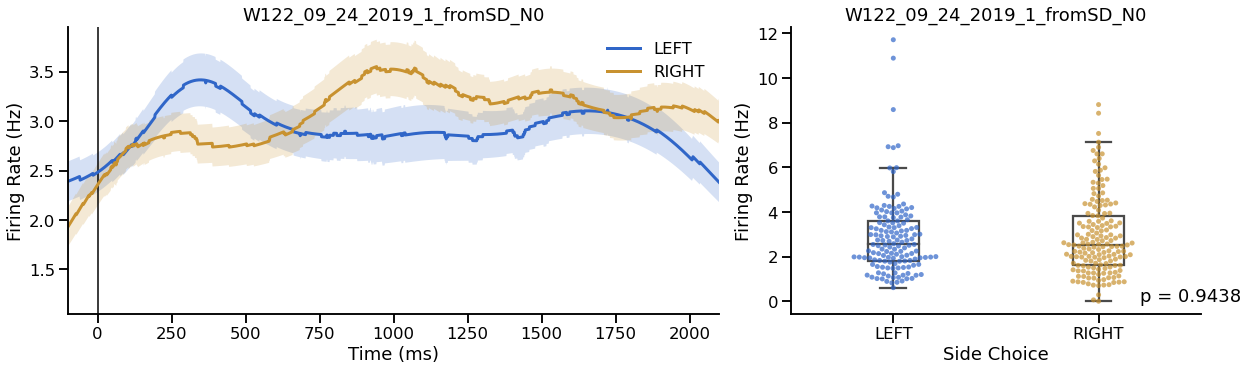 W122_09_24_2019_1_fromSD_N0
Firing Rate (Hz)
3.5
3.0
2.5
2.0
1.5
LEFT
RIGHT
0
250
500
750
1000
1250
1500
1750
2000
Time (ms)
W122_09_24_2019_1_fromSD_N0
Firing Rate (Hz)
12
10
8
6
4
2
0
p = 0.9438
LEFT
RIGHT
Side Choice